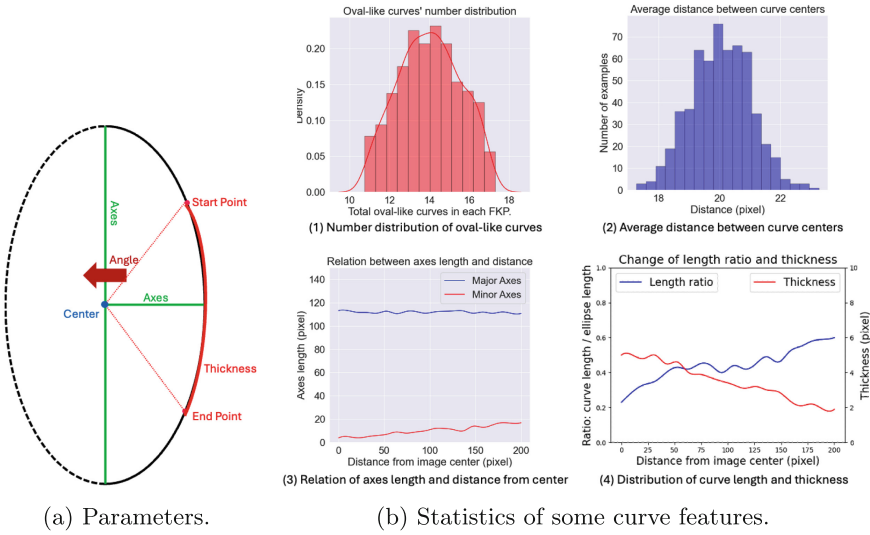 Axes
Start Point
Angle
Center
Axes
Thickness
End Point
(a) Parameters.
Oval-like curves' number distribution
Density
0.20
0.15
0.10
0.05
0.00
10 12 14 16 18
Total oval-like curves in each FKP.
(1) Number distribution of oval-like curves
Average distance between curve centers
Number of examples
70
60
50
40
30
20
10
0
18 20 22
Distance (pixel)
(2) Average distance between curve centers
Relation between axes length and distance
Axes length (pixel)
140
120
100
80
60
40
20
0
Major Axes
Minor Axes
0 50 100 150 200
Distance from image center (pixel)
(3) Relation of axes length and distance from center
Change of length ratio and thickness
Ratio: curve length / ellipse length
1.0
0.8
0.6
0.4
0.2
0.0
Length ratio
Thickness
10
8
6
4
2
0
Thickness (pixel)
0 25 50 75 100 125 150 175 200
Distance from image center (pixel)
(4) Distribution of curve length and thickness
(b) Statistics of some curve features.